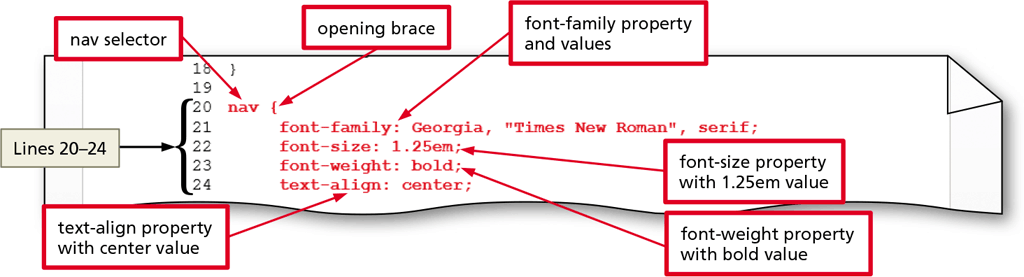 nav selector
opening brace
font-family property
and values
18 }
19
20 nav {
21 font-family: Georgia, "Times New Roman", serif;
22 font-size: 1.25em;
23 font-weight: bold;
24 text-align: center;
Lines 20–24
font-size property
with 1.25em value
text-align property
with center value
font-weight property
with bold value